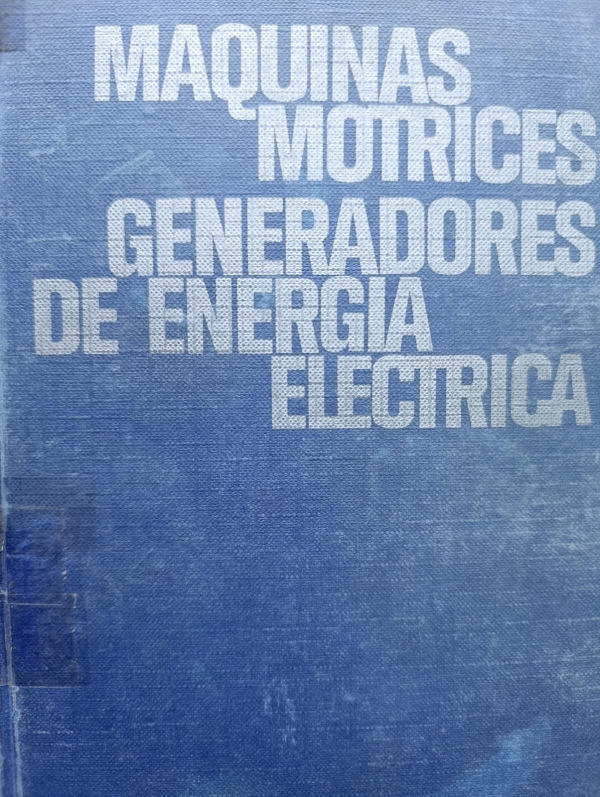 MAQUINAS
MOTRICES
GENERADORES
DE ENERGIA
ELECTRICA